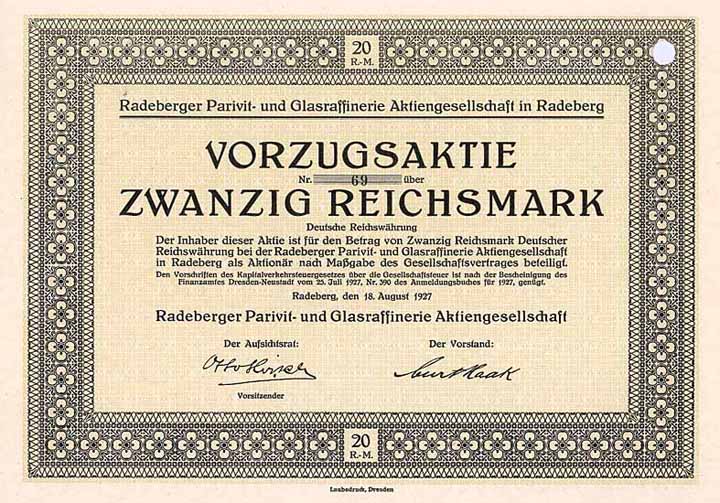 20
R.-M.
Radeberger Parivit- und Glasraffinerie Aktiengesellschaft in Radeberg
VORZUGSAKTIE
Nr. 69 über
ZWANZIG REICHSMARK
Deutsche Reichswährung
Der Inhaber dieser Aktie ist für den Betrag von Zwanzig Reichsmark Deutscher
Reichswährung bei der Radeberger Parivit- und Glasraffinerie Aktiengesellschaft
in Radeberg als Aktionär nach Maßgabe des Gesellschaftsvertrages beteiligt.
Den Vorschriften des Kapitalverkehrsteuergesetzes über die Gesellschaftsteuer ist nach der Bescheinigung des
Finanzamtes Dresden-Neustadt vom 25. Juli 1927, Nr. 390 des Anmeldungsbuches für 1927, genügt.
Radeberg, den 18. August 1927
Radeberger Parivit- und Glasraffinerie Aktiengesellschaft
Der Aufsichtsrat: Der Vorstand:
Otto Curt Haak
Vorsitzender
20
R.-M.
Laubedruck, Dresden